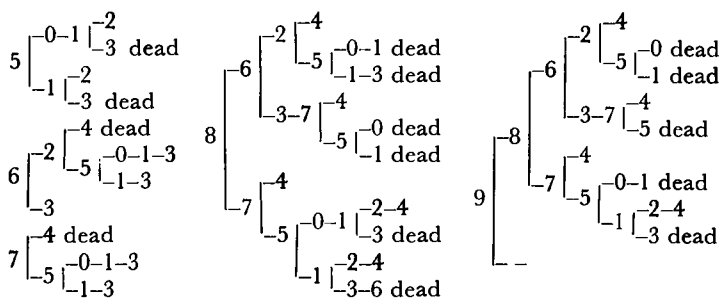 -0-1 -2
-3 dead
5
-1 -2
-3 dead
-4 dead
-2
-5 -0-1-3
-1-3
6
-3
-4 dead
7
-5 -0-1-3
-1-3
-4
-2
-5 -0-1 dead
-1-3 dead
-6
-4
-3-7
-5 -0 dead
-1 dead
8
-4
-7
-5
-0-1 -2-4
-3 dead
-1 -2-4
-3-6 dead
-4
-2
-5 -0 dead
-1 dead
-6
-3-7 -4
-5 dead
-8
-4
-7
-5 -0-1 dead
-1 -2-4
-3 dead
9
- -